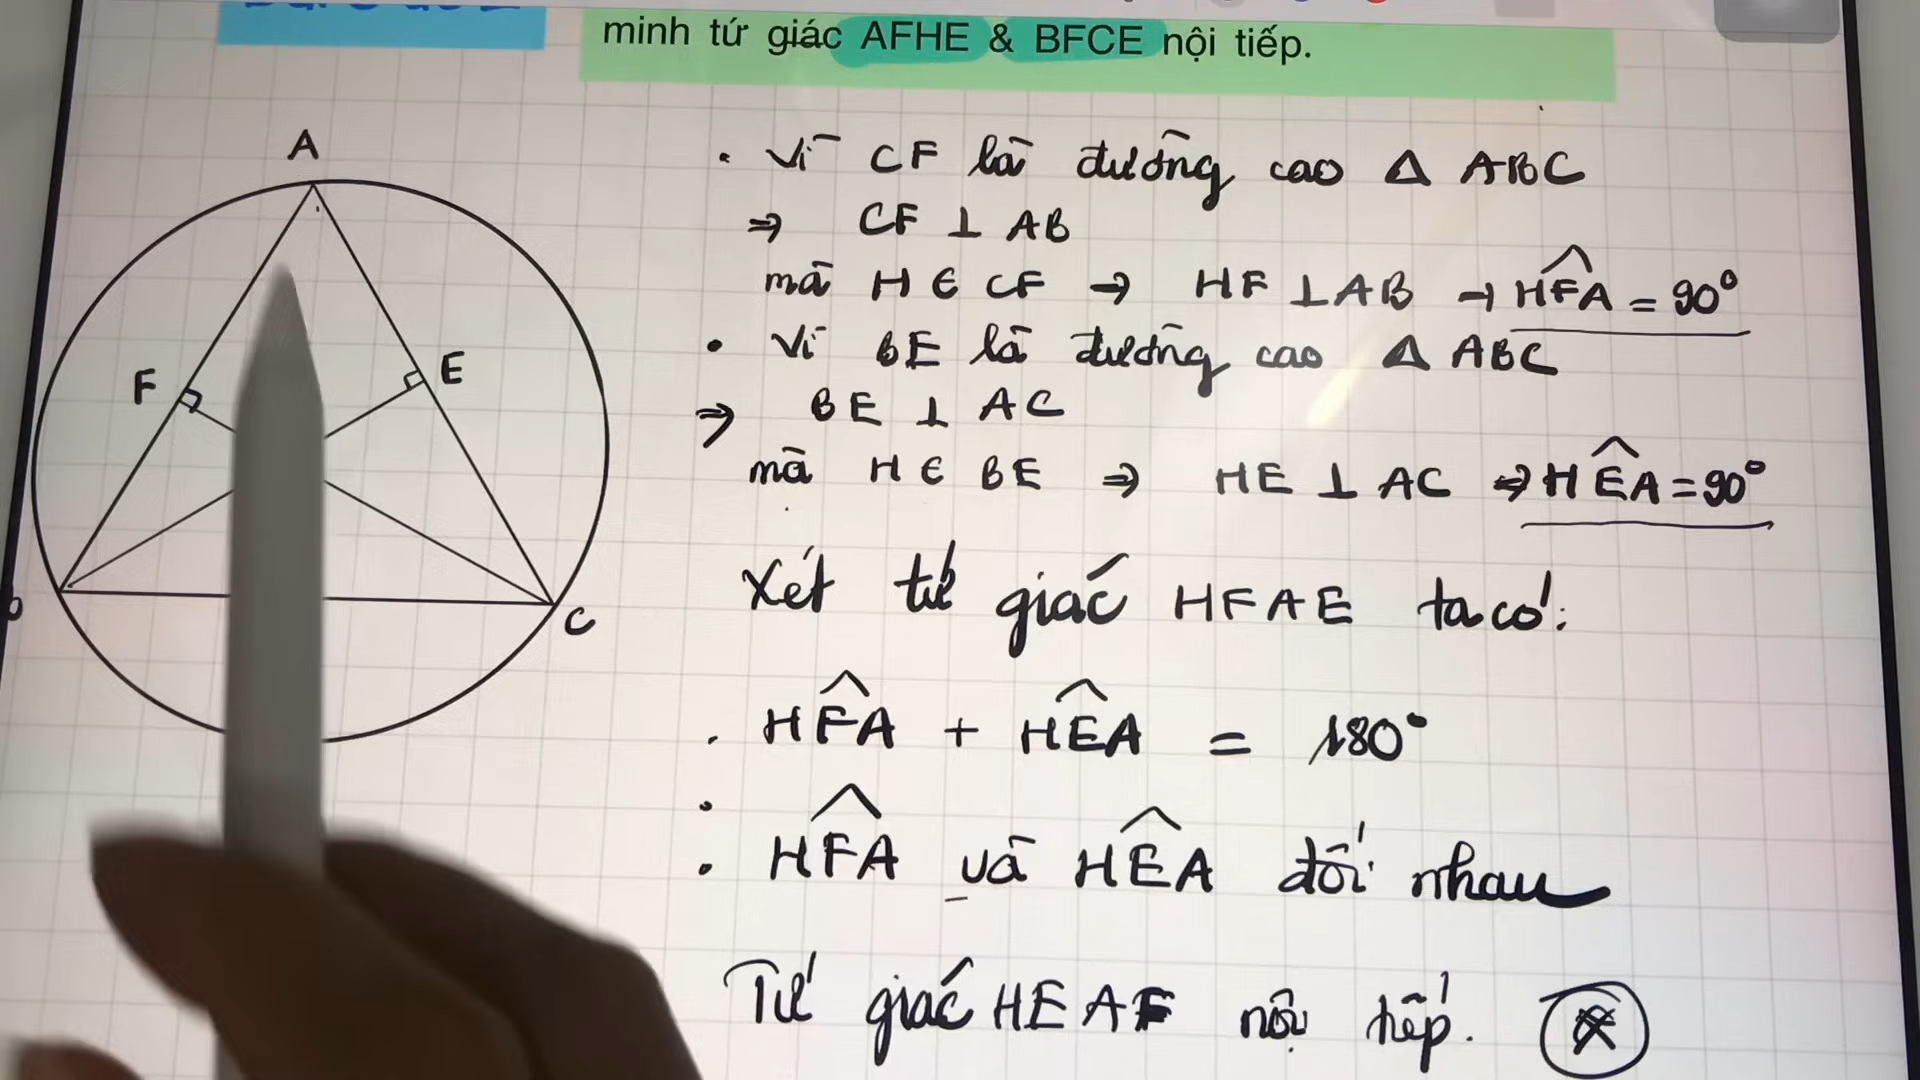 minh tứ giác AFHE & BFCE nội tiếp.
A
F
E
C
• Vì CF là đường cao Δ ABC
⇒ CF ⊥ AB
mà H ∈ CF → HF ⊥ AB → HFA = 90°
• Vì BE là đường cao Δ ABC
⇒ BE ⊥ AC
mà H ∈ BE ⇒ HE ⊥ AC ⇒ HEA = 90°
Xét tứ giác HFAE ta có:
. HFA + HEA = 180°
: HFA và HEA đối nhau
Tứ giác HEAF nội tiếp.